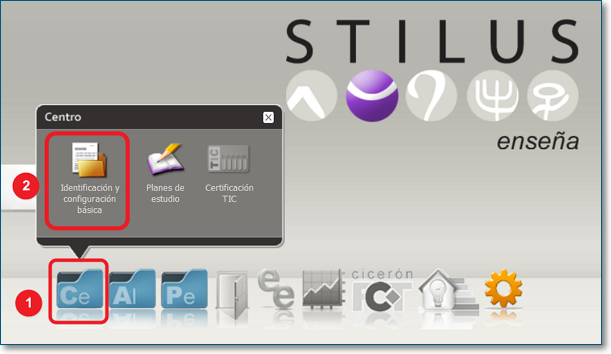 STILUS
enseña
Centro
Identificación y
configuración
básica
Planes de
estudio
TIC
Certificación
TIC
2
1
Ce
Al
Pe
ee
cicerón
FCT